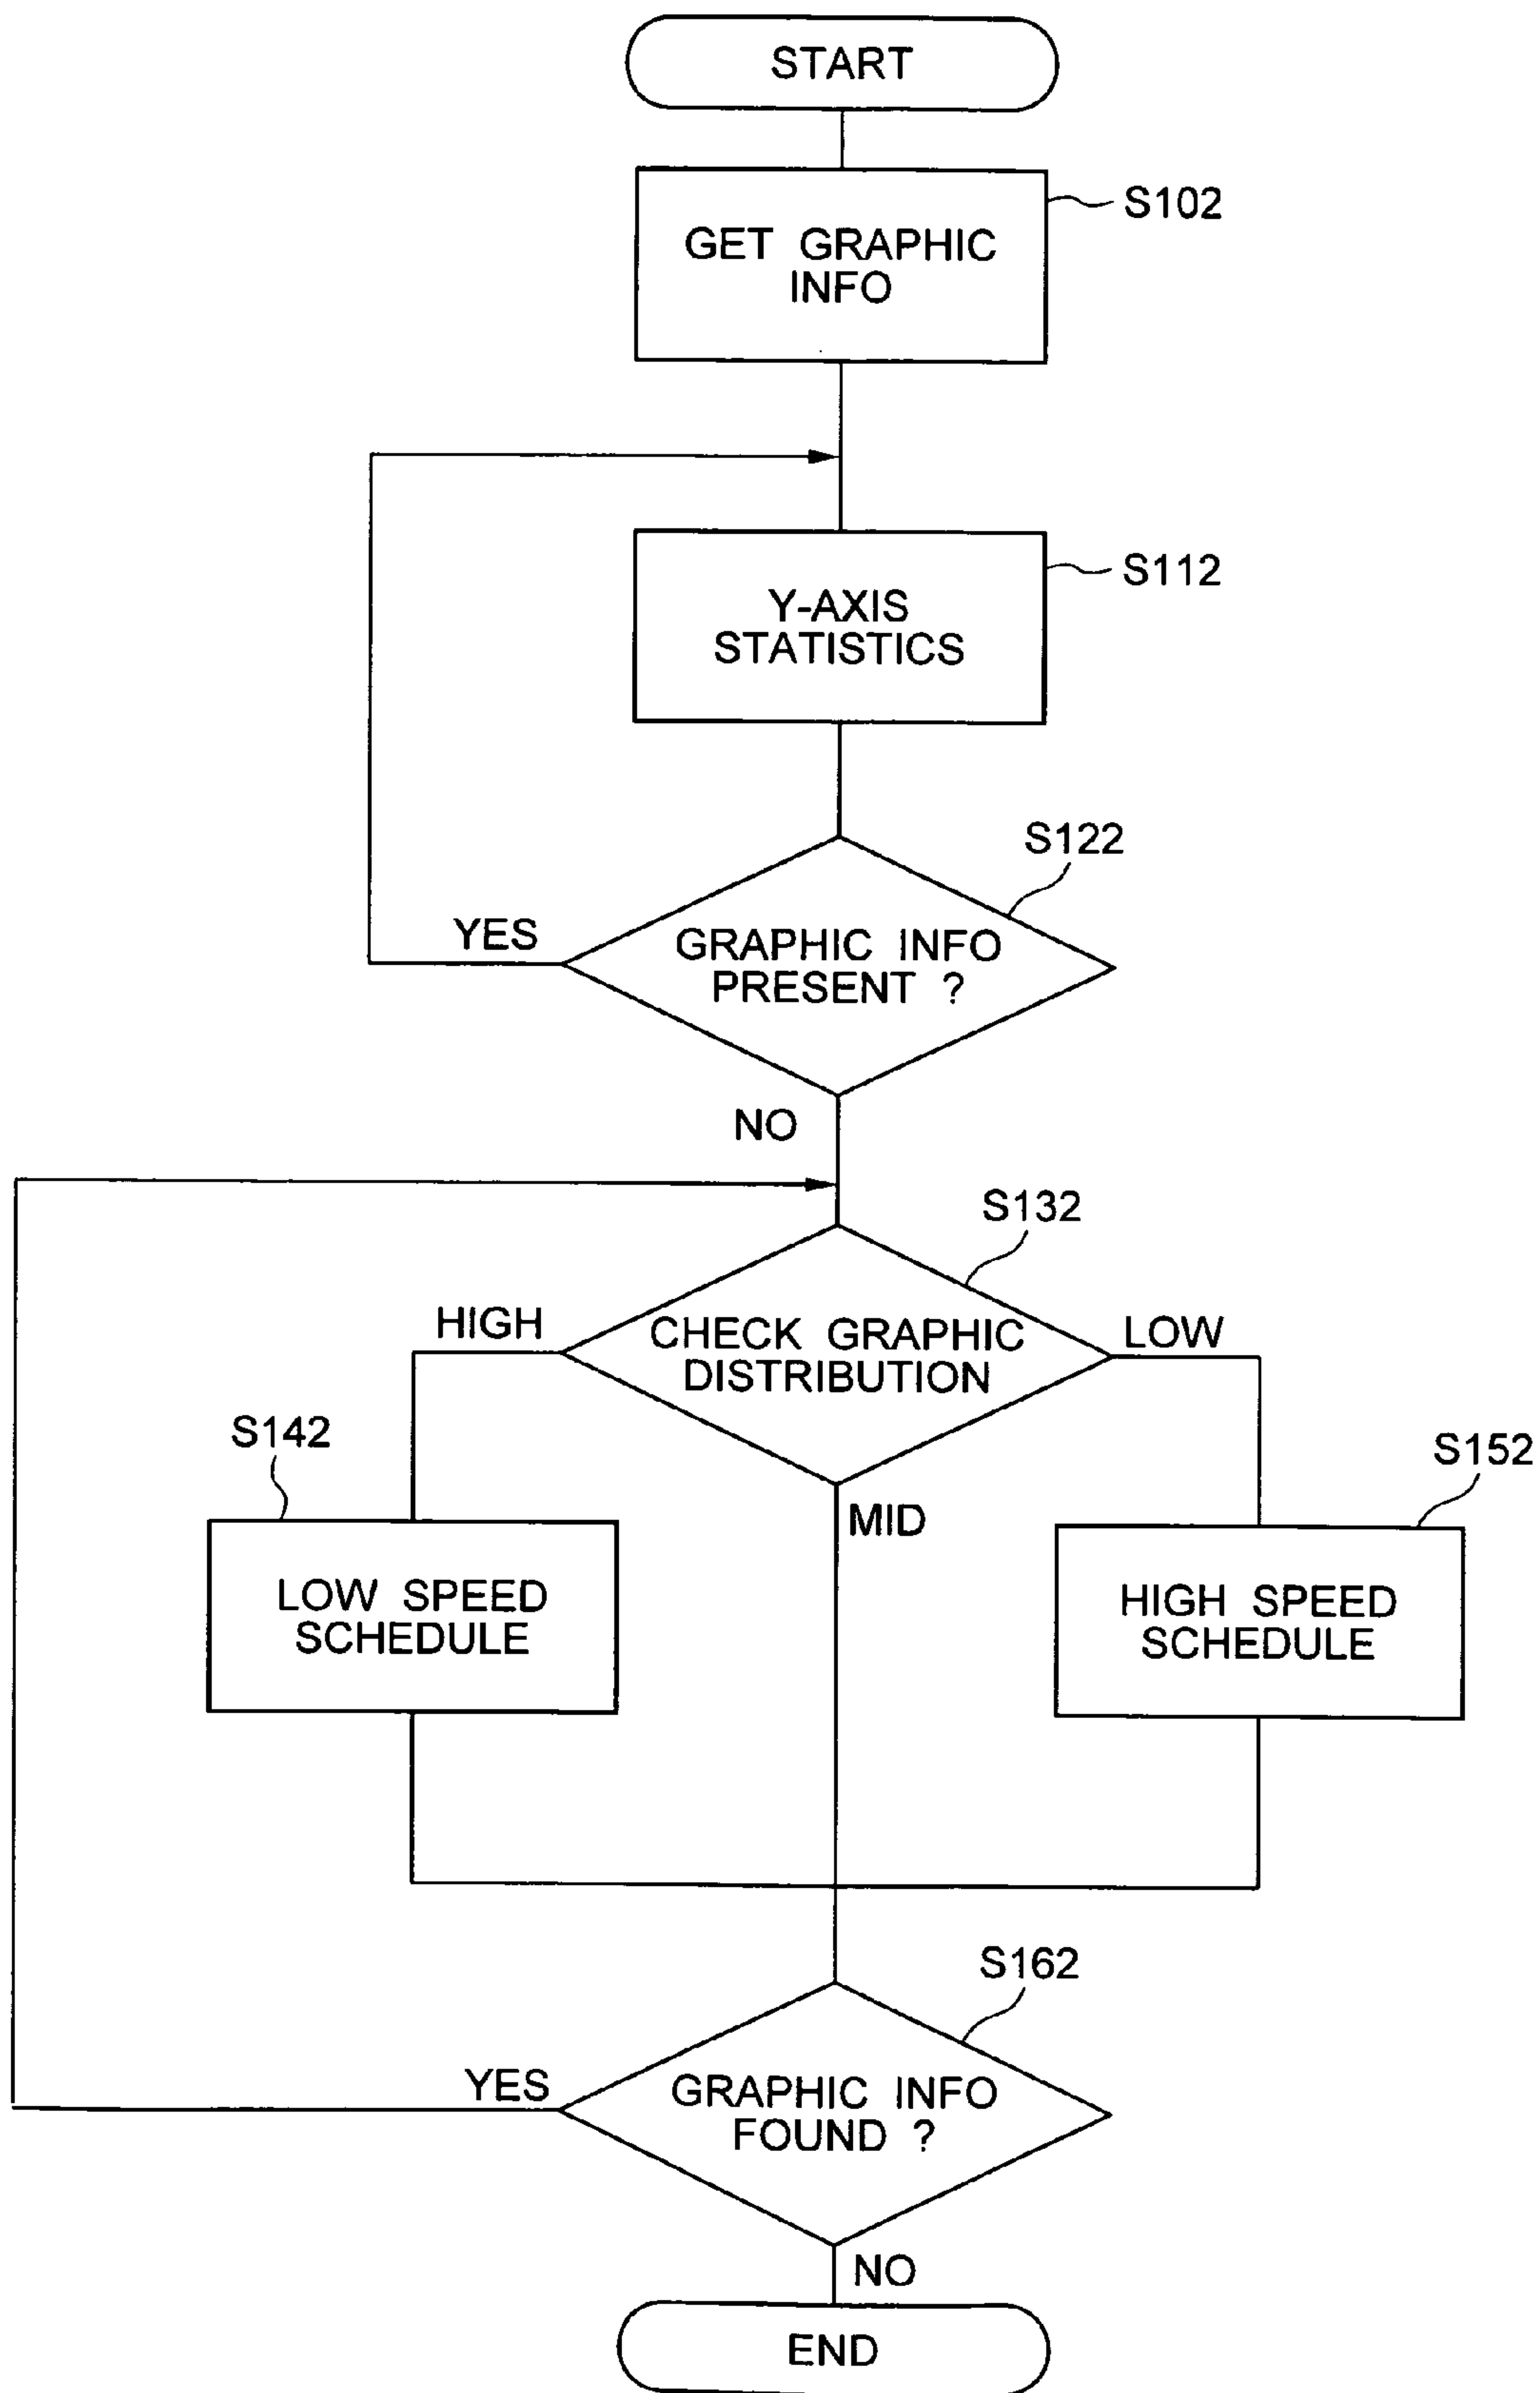 START
S102
GET GRAPHIC
INFO
S112
Y-AXIS
STATISTICS
S122
YES
GRAPHIC INFO
PRESENT ?
NO
S132
HIGH
CHECK GRAPHIC
DISTRIBUTION
LOW
S142
S152
MID
LOW SPEED
SCHEDULE
HIGH SPEED
SCHEDULE
S162
YES
GRAPHIC INFO
FOUND ?
NO
END